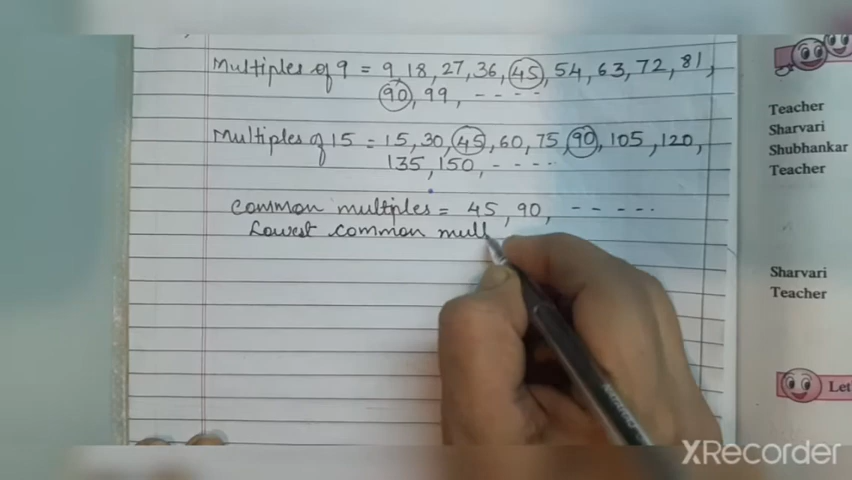 Multiples of 9 = 9, 18, 27, 36, 45, 54, 63, 72, 81,
90, 99, - - - -
Multiples of 15 = 15, 30, 45, 60, 75, 90, 105, 120,
135, 150, - - - - -
Common multiples = 45, 90, - - - - -
Lowest common mult
Teacher
Sharvari
Shubhankar
Teacher
Sharvari
Teacher
Let
XRecorder